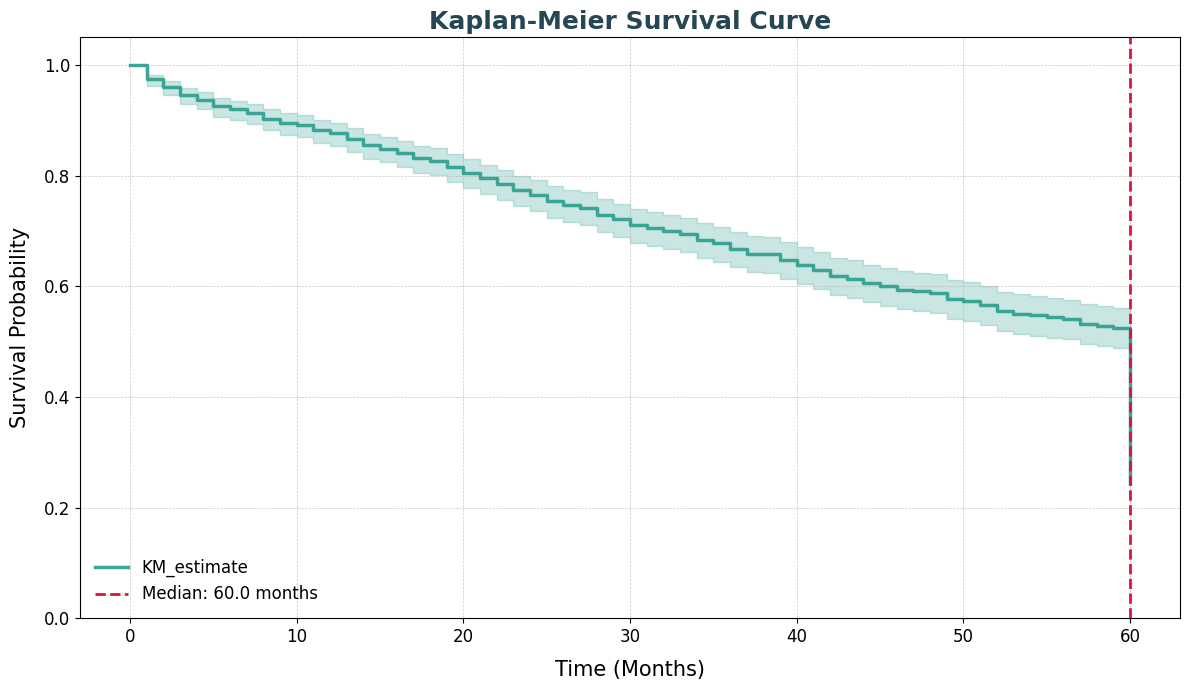 Kaplan-Meier Survival Curve
Survival Probability
1.0
0.8
0.6
0.4
0.2
0.0
KM_estimate
Median: 60.0 months
0 10 20 30 40 50 60
Time (Months)